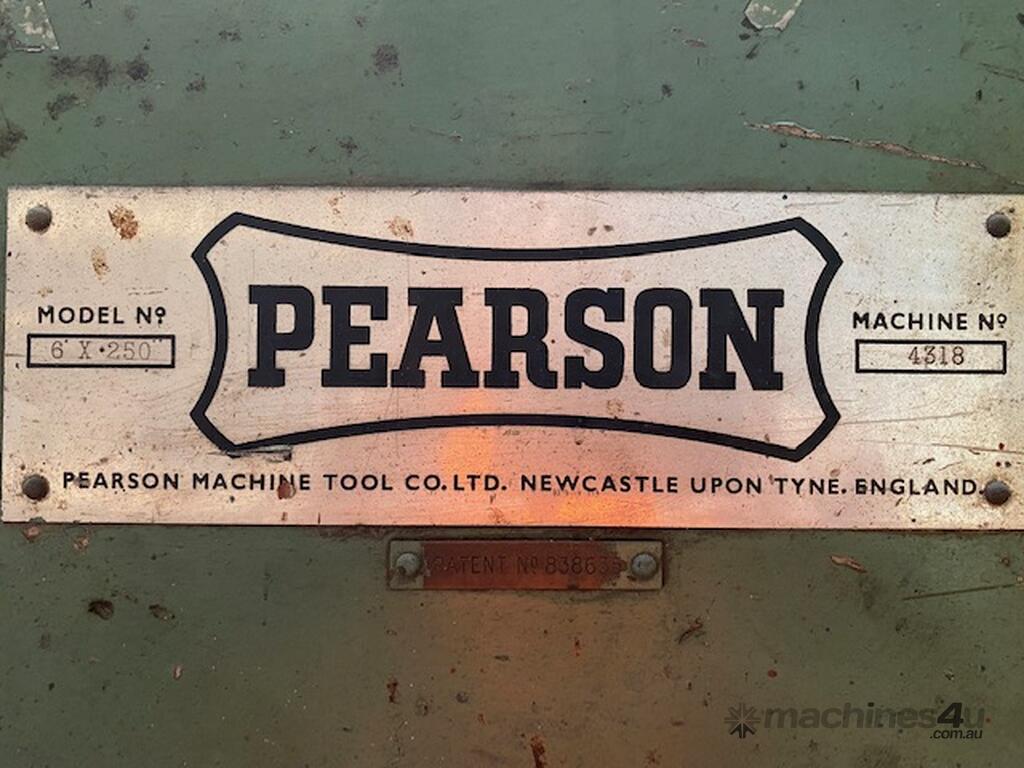 PEARSON
MODEL Nº
6' X .250"
MACHINE Nº
4318
PEARSON MACHINE TOOL CO. LTD. NEWCASTLE UPON TYNE. ENGLAND.
PATENT Nº
machines4u
.com.au